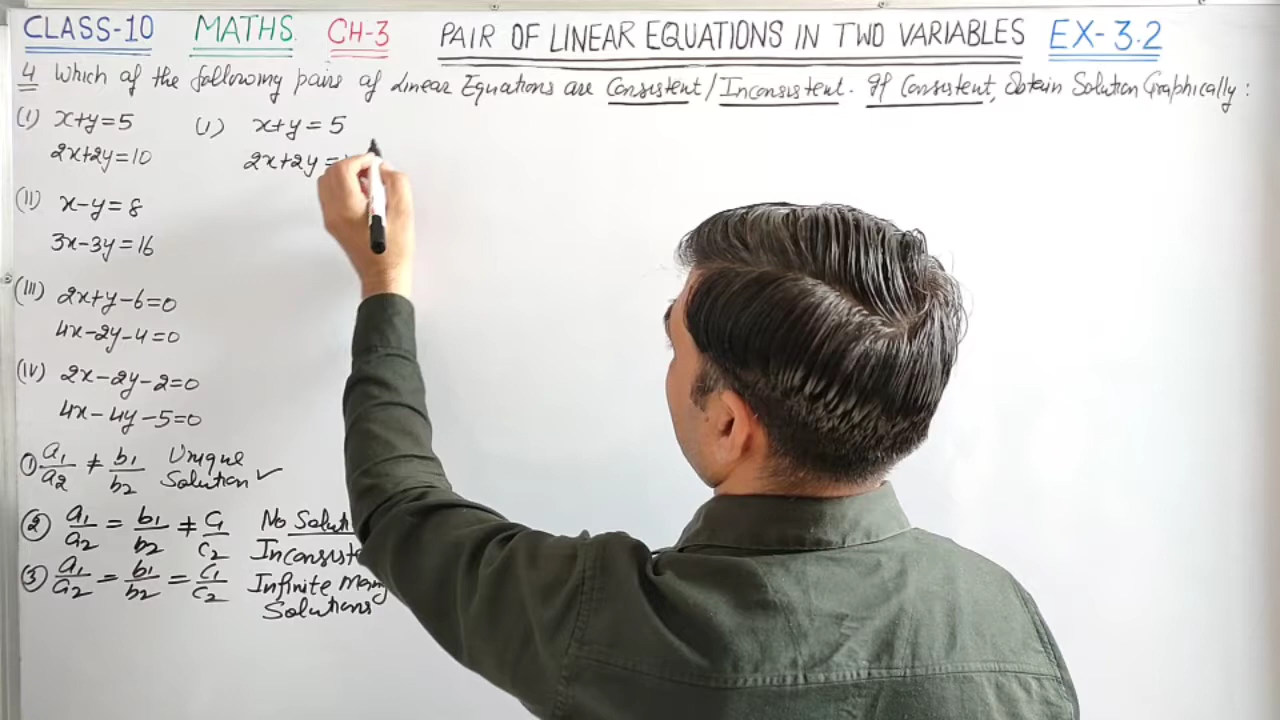 CLASS-10 MATHS. CH-3 PAIR OF LINEAR EQUATIONS IN TWO VARIABLES EX-3.2
4 Which of the following pairs of Linear Equations are Consistent/Inconsistent. If Consistent, Obtain Solution Graphically:
(I) x+y=5
2x+2y=10
(II) x-y=8
3x-3y=16
(III) 2x+y-6=0
4x-2y-4=0
(IV) 2x-2y-2=0
4x-4y-5=0
① a₁/a₂ ≠ b₁/b₂ Unique
Solution ✓
② a₁/a₂ = b₁/b₂ ≠ c₁/c₂ No
Inconsiste
③ a₁/a₂ = b₁/b₂ = c₁/c₂ Infinite Many
Solutions
(I) x+y=5
2x+2y=